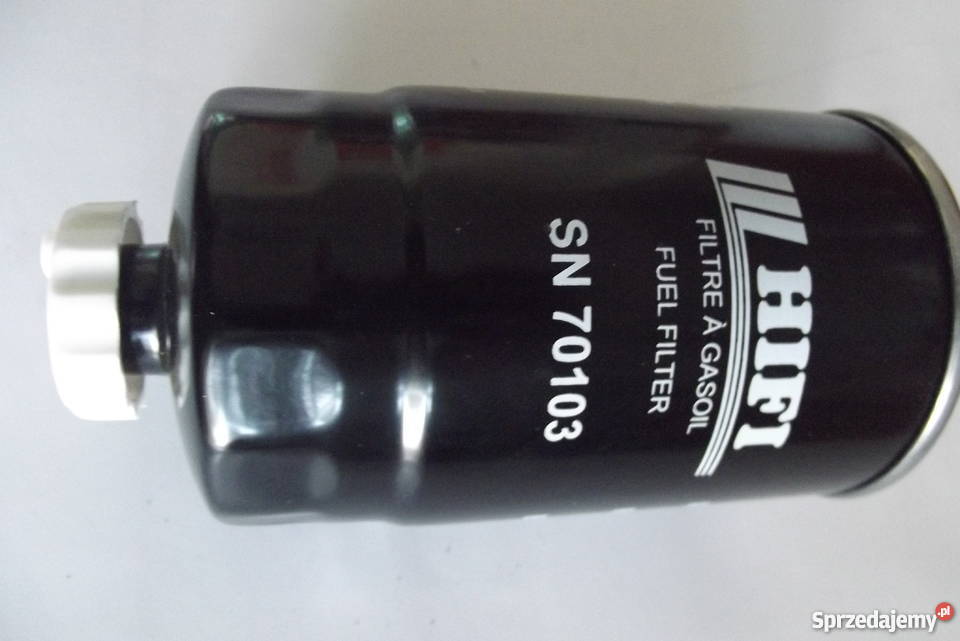 HIFI
FILTRE À GASOIL
FUEL FILTER
SN 70103
Sprzedajemy.pl